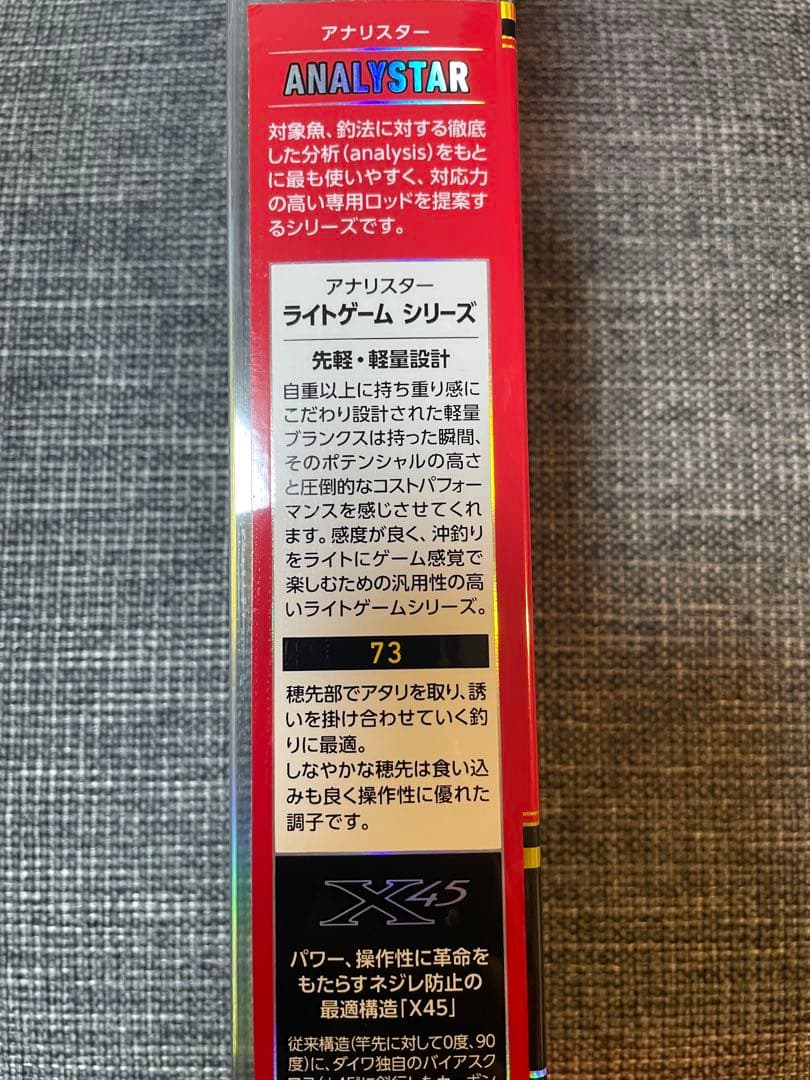 アナリスター
ANALYSTAR
対象魚、釣法に対する徹底
した分析(analysis)をもと
に最も使いやすく、対応力
の高い専用ロッドを提案す
るシリーズです。
アナリスター
ライトゲーム シリーズ
先軽・軽量設計
自重以上に持ち重り感に
こだわり設計された軽量
ブランクスは持った瞬間、
そのポテンシャルの高さ
と圧倒的なコストパフォー
マンスを感じさせてくれ
ます。感度が良く、沖釣り
をライトにゲーム感覚で
楽しむための汎用性の高
いライトゲームシリーズ。
73
穂先部でアタリを取り、誘
いを掛け合わせていく釣
りに最適。
しなやかな穂先は食い込
みも良く操作性に優れた
調子です。
X45
パワー、操作性に革命を
もたらすネジレ防止の
最適構造「X45」
従来構造(竿先に対して0度、90
度)に、ダイワ独自のバイアスク